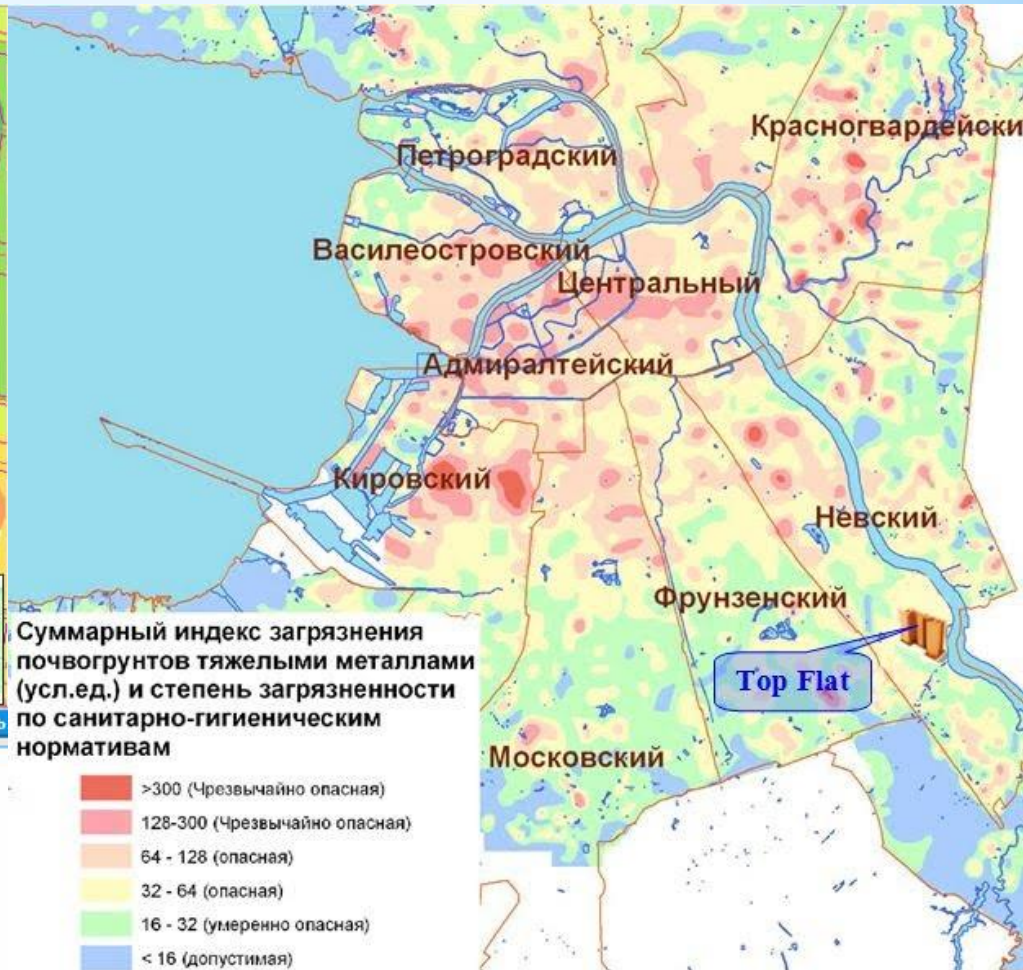 Красногвардейски
Петроградский
Василеостровский
Центральный
Адмиралтейский
Кировский
Невский
Фрунзенский
Top Flat
Московский
Суммарный индекс загрязнения
почвогрунтов тяжелыми металлами
(усл.ед.) и степень загрязненности
по санитарно-гигиеническим
нормативам
>300 (Чрезвычайно опасная)
128-300 (Чрезвычайно опасная)
64 - 128 (опасная)
32 - 64 (опасная)
16 - 32 (умеренно опасная)
< 16 (допустимая)